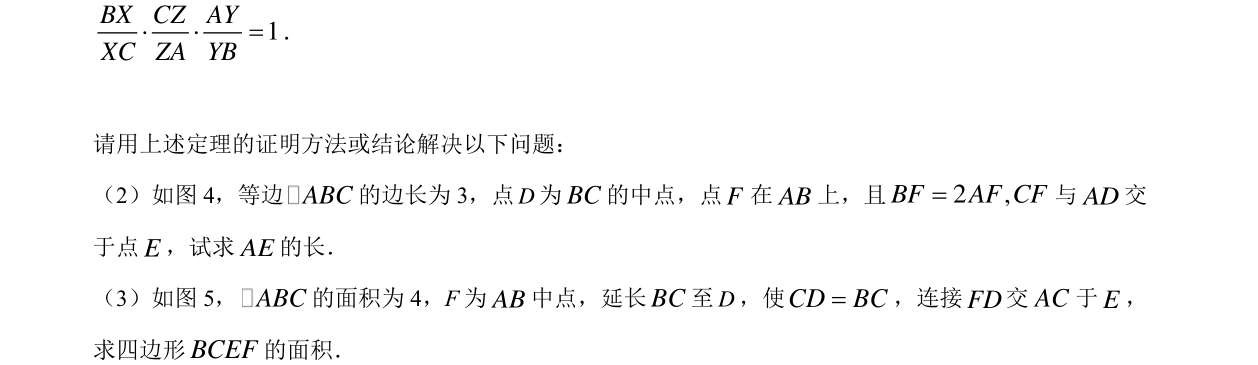 BX/XC · CZ/ZA · AY/YB = 1.
请用上述定理的证明方法或结论解决以下问题：
（2）如图 4，等边□ABC 的边长为 3，点 D 为 BC 的中点，点 F 在 AB 上，且 BF = 2AF, CF 与 AD 交
于点 E，试求 AE 的长．
（3）如图 5，□ABC 的面积为 4，F 为 AB 中点，延长 BC 至 D，使 CD = BC，连接 FD 交 AC 于 E，
求四边形 BCEF 的面积．